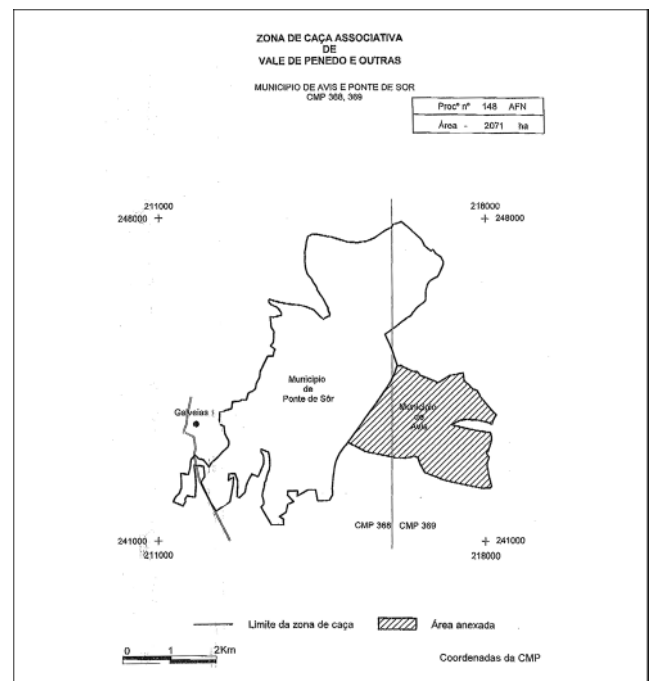 ZONA DE CAÇA ASSOCIATIVA
DE
VALE DE PENEDO E OUTRAS
MUNICIPIO DE AVIS E PONTE DE SOR
CMP 368, 369
Procº nº 148 AFN
Área - 2071 ha
211000
248000
218000
248000
Municipio
de
Ponte de Sôr
Galveias
Município
de
Avis
CMP 368
CMP 369
241000
211000
241000
218000
Limite da zona de caça
Área anexada
0 1 2Km
Coordenadas da CMP